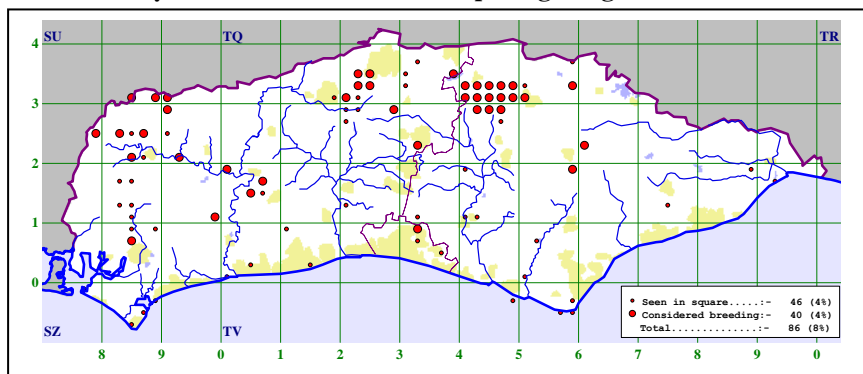 SU TQ TR
4
3
2
1
0
Seen in square.....:- 46 (4%)
Considered breeding:- 40 (4%)
Total..............:- 86 (8%)
SZ TV
8 9 0 1 2 3 4 5 6 7 8 9 0